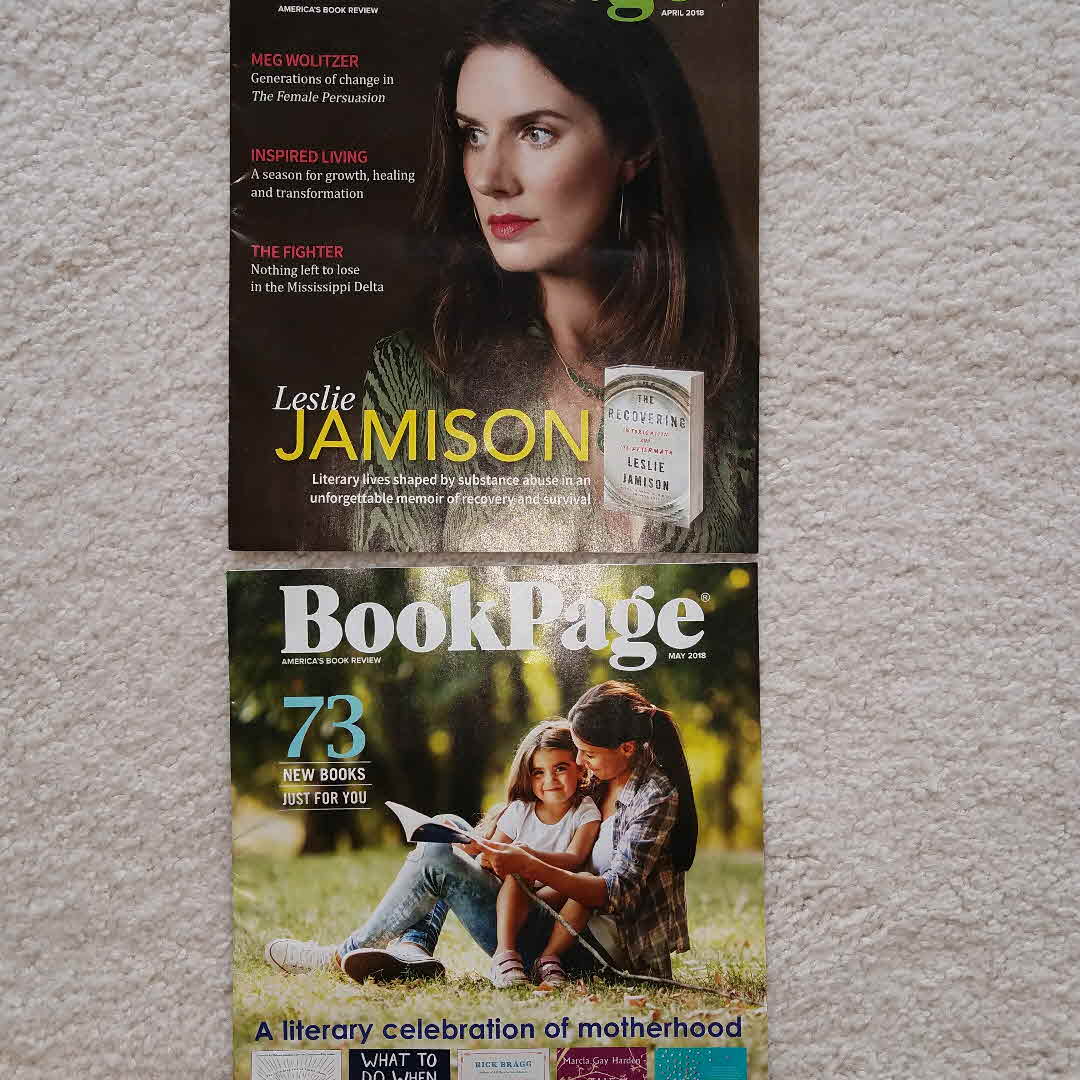 AMERICA'S BOOK REVIEW
APRIL 2018
MEG WOLITZER
Generations of change in
The Female Persuasion
INSPIRED LIVING
A season for growth, healing
and transformation
THE FIGHTER
Nothing left to lose
in the Mississippi Delta
Leslie
JAMISON
Literary lives shaped by substance abuse in an
unforgettable memoir of recovery and survival
THE
RECOVERING
LESLIE
JAMISON
BookPage®
AMERICA'S BOOK REVIEW
MAY 2018
73
NEW BOOKS
JUST FOR YOU
A literary celebration of motherhood
WHAT TO
DO WHEN
RICK BRAGG
Marcia Gay Harden